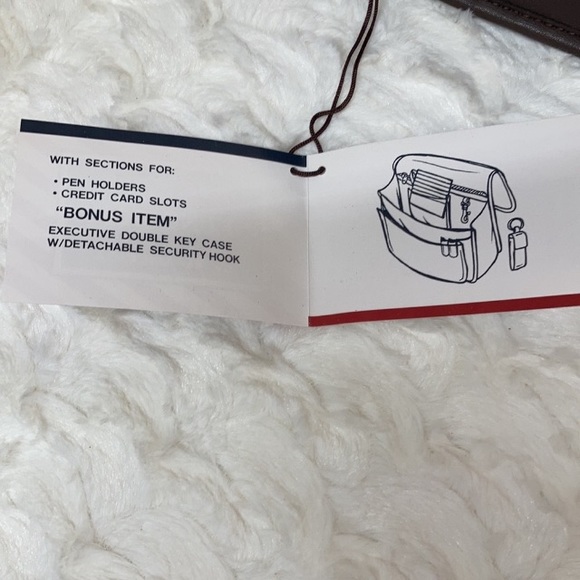 WITH SECTIONS FOR:
• PEN HOLDERS
• CREDIT CARD SLOTS
“BONUS ITEM”
EXECUTIVE DOUBLE KEY CASE
W/DETACHABLE SECURITY HOOK